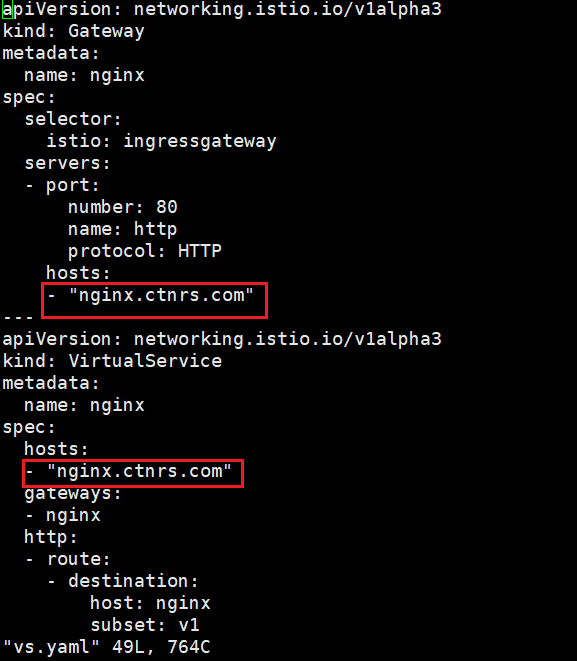 apiVersion: networking.istio.io/v1alpha3
kind: Gateway
metadata:
  name: nginx
spec:
  selector:
    istio: ingressgateway
  servers:
  - port:
      number: 80
      name: http
      protocol: HTTP
    hosts:
    - "nginx.ctnrs.com"
---
apiVersion: networking.istio.io/v1alpha3
kind: VirtualService
metadata:
  name: nginx
spec:
  hosts:
  - "nginx.ctnrs.com"
  gateways:
  - nginx
  http:
  - route:
    - destination:
        host: nginx
        subset: v1
"vs.yaml" 49L, 764C